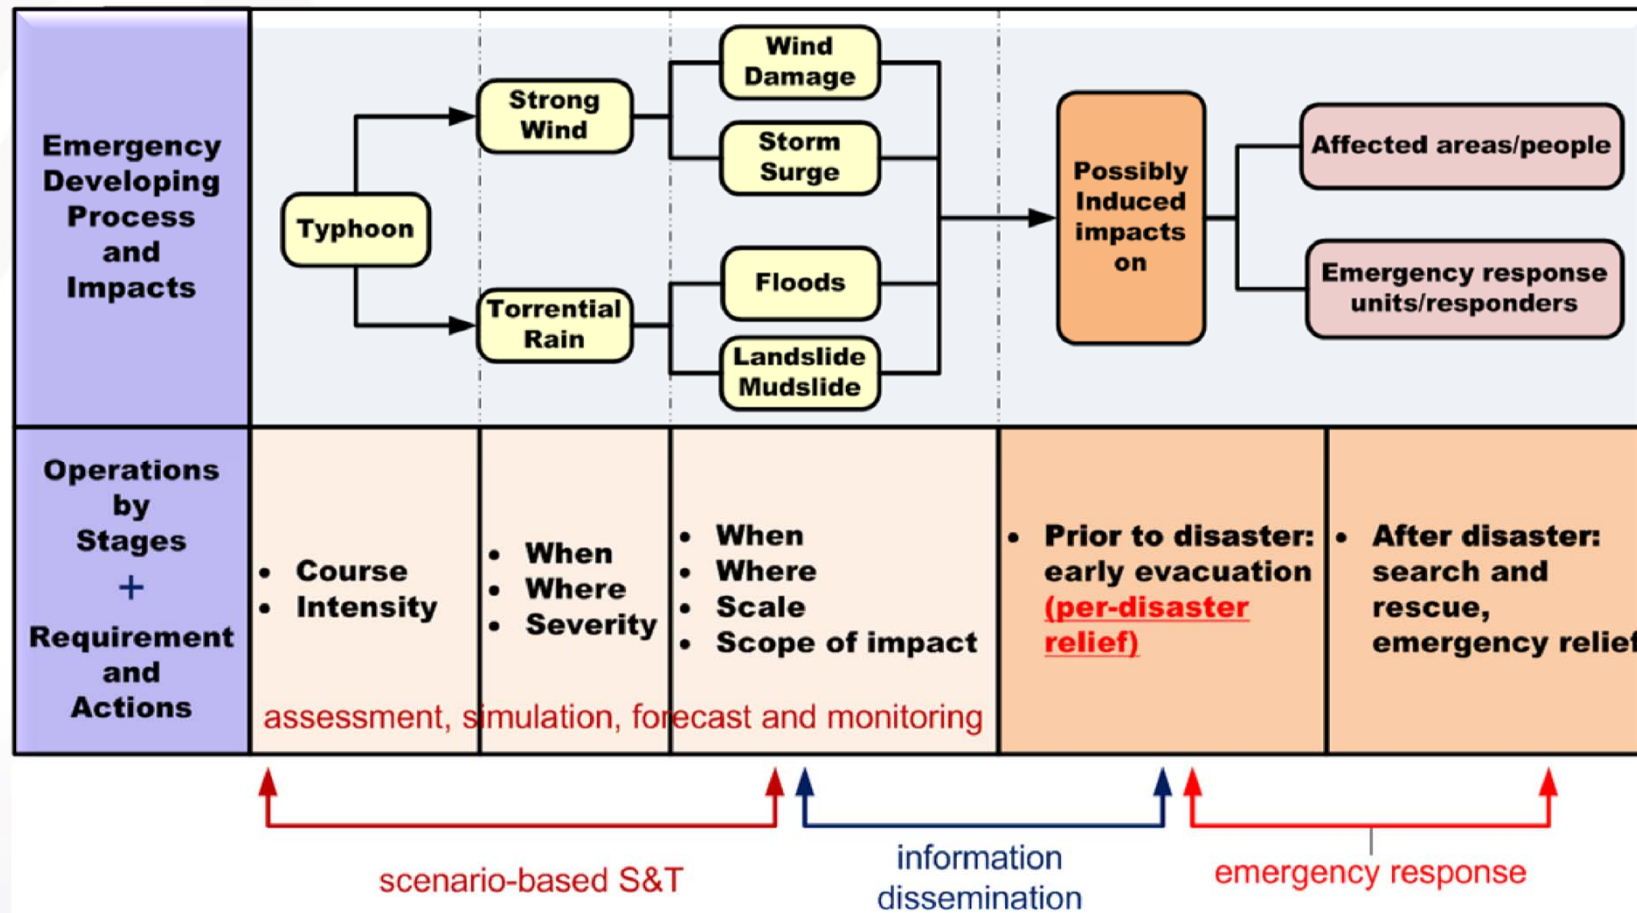 Emergency
Developing
Process
and
Impacts
Typhoon
Strong
Wind
Torrential
Rain
Wind
Damage
Storm
Surge
Floods
Landslide
Mudslide
Possibly
Induced
impacts
on
Affected areas/people
Emergency response
units/responders
Operations
by
Stages
+
Requirement
and
Actions
• Course
• Intensity
• When
• Where
• Severity
• When
• Where
• Scale
• Scope of impact
• Prior to disaster:
early evacuation
(per-disaster
relief)
• After disaster:
search and
rescue,
emergency relief
assessment, simulation, forecast and monitoring
scenario-based S&T
information
dissemination
emergency response